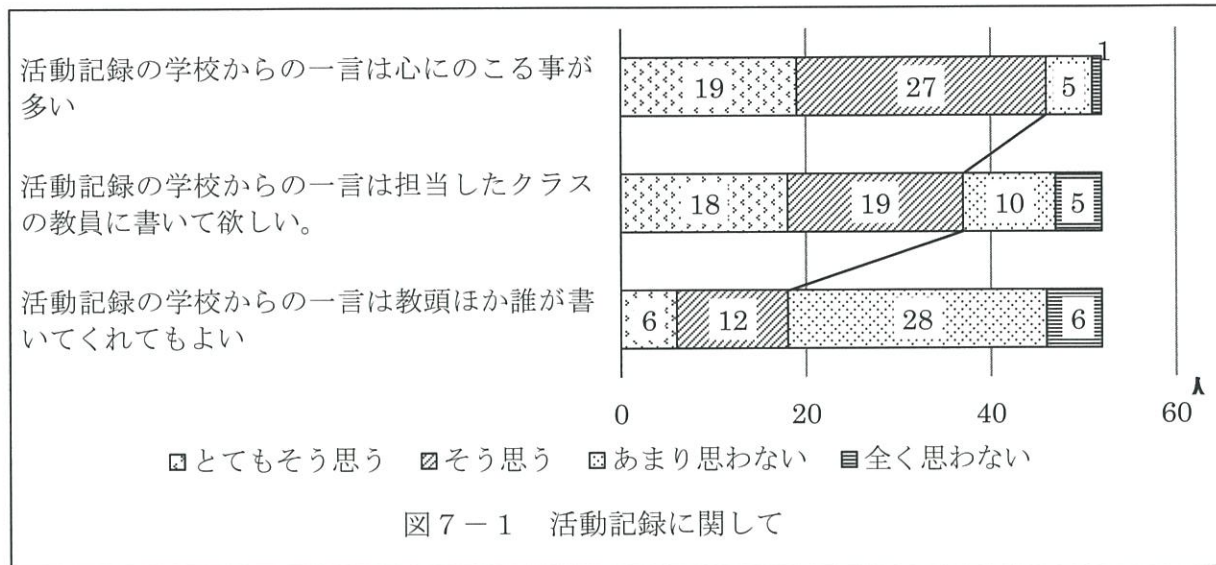 活動記録の学校からの一言は心にのこる事が
多い
19 27 5 1
活動記録の学校からの一言は担当したクラス
の教員に書いて欲しい。
18 19 10 5
活動記録の学校からの一言は教頭ほか誰が書
いてくれてもよい
6 12 28 6
人
0 20 40 60
とてもそう思う そう思う あまり思わない 全く思わない
図7-1 活動記録に関して